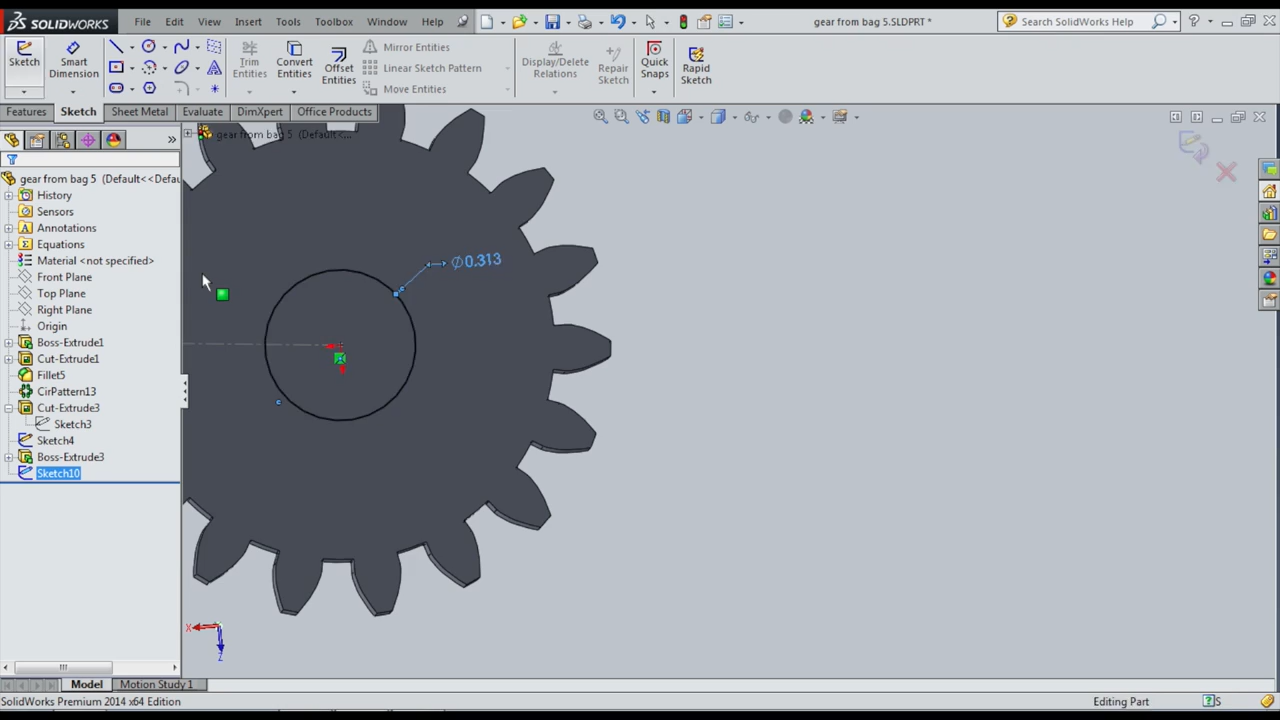 SOLIDWORKS File Edit View Insert Tools Toolbox Window Help gear from bag 5.SLDPRT * Search SolidWorks Help
Sketch Smart Dimension Trim Entities Convert Entities Offset Entities Mirror Entities Linear Sketch Pattern Move Entities Display/Delete Relations Repair Sketch Quick Snaps Rapid Sketch
Features Sketch Sheet Metal Evaluate DimXpert Office Products
gear from bag 5 (Default<...
gear from bag 5 (Default<<Defau
History
Sensors
Annotations
Equations
Material <not specified>
Front Plane
Top Plane
Right Plane
Origin
Boss-Extrude1
Cut-Extrude1
Fillet5
CirPattern13
Cut-Extrude3
Sketch3
Sketch4
Boss-Extrude3
Sketch10
Ø0.313
X
Z
Model Motion Study 1
SolidWorks Premium 2014 x64 Edition Editing Part